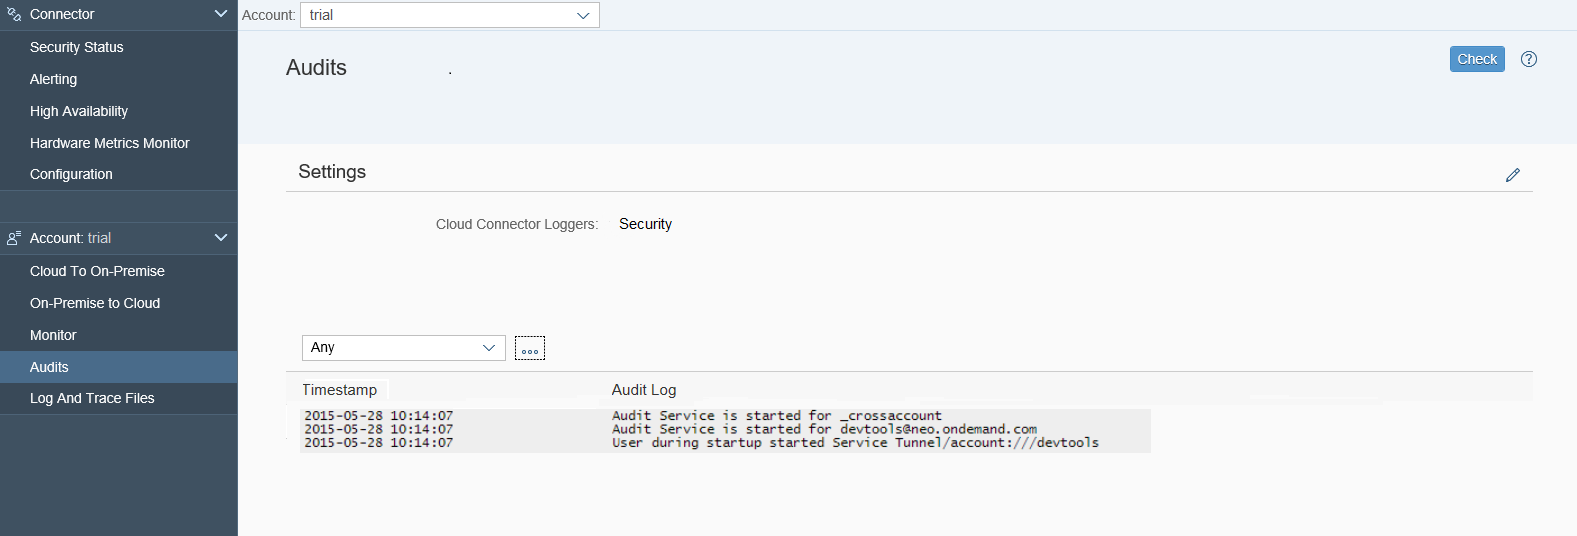 Connector
Security Status
Alerting
High Availability
Hardware Metrics Monitor
Configuration
Account: trial
Cloud To On-Premise
On-Premise to Cloud
Monitor
Audits
Log And Trace Files
Account: trial
Audits .
Check ?
Settings
Cloud Connector Loggers: Security
Any ...
Timestamp Audit Log
2015-05-28 10:14:07 Audit Service is started for _crossaccount
2015-05-28 10:14:07 Audit Service is started for devtools@neo.ondemand.com
2015-05-28 10:14:07 User during startup started Service Tunnel/account:///devtools